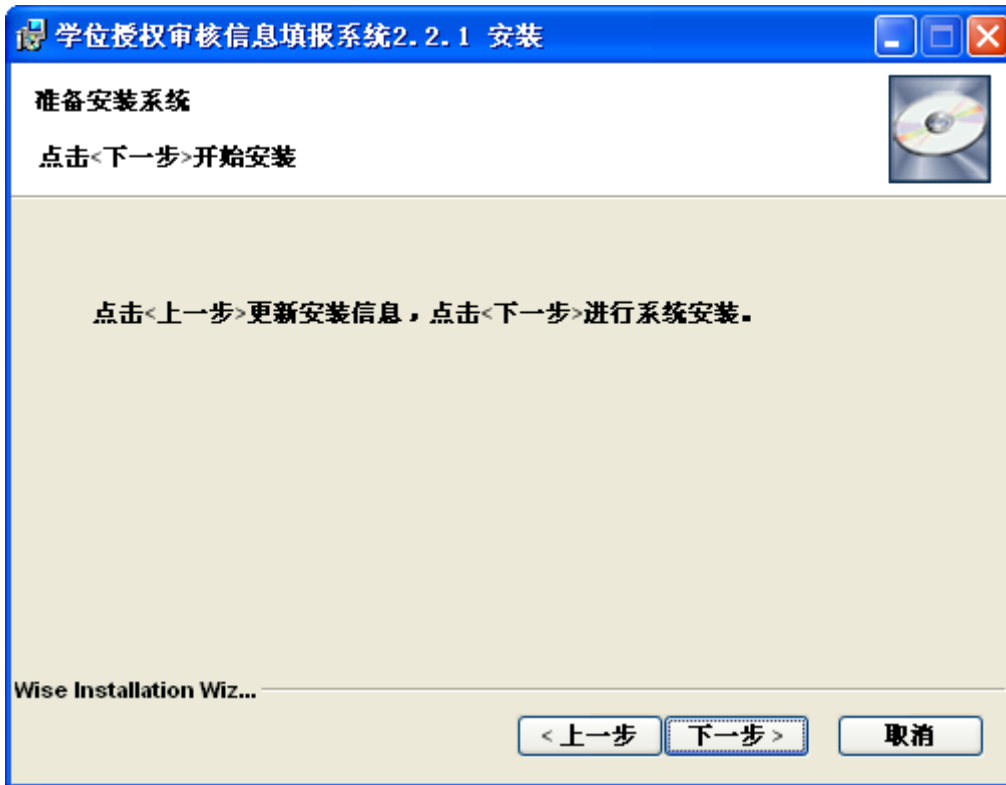 学位授权审核信息填报系统2.2.1 安装
准备安装系统
点击<下一步>开始安装
点击<上一步>更新安装信息，点击<下一步>进行系统安装。
Wise Installation Wiz...
<上一步 下一步> 取消